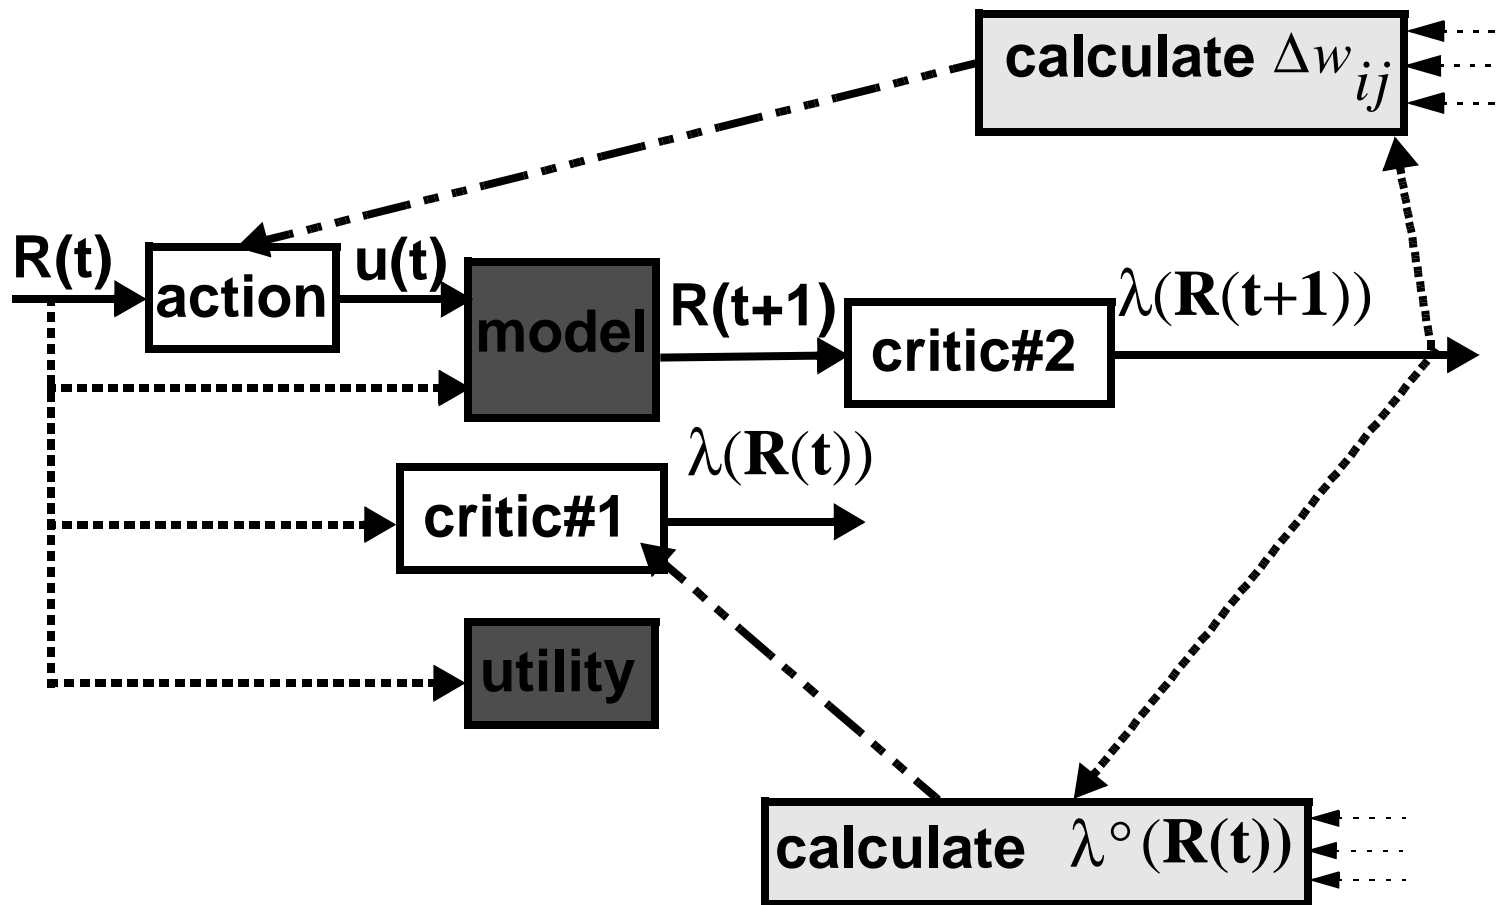 calculate Δw_ij
R(t)
action
u(t)
model
R(t+1)
critic#2
λ(R(t+1))
λ(R(t))
critic#1
utility
calculate λ°(R(t))